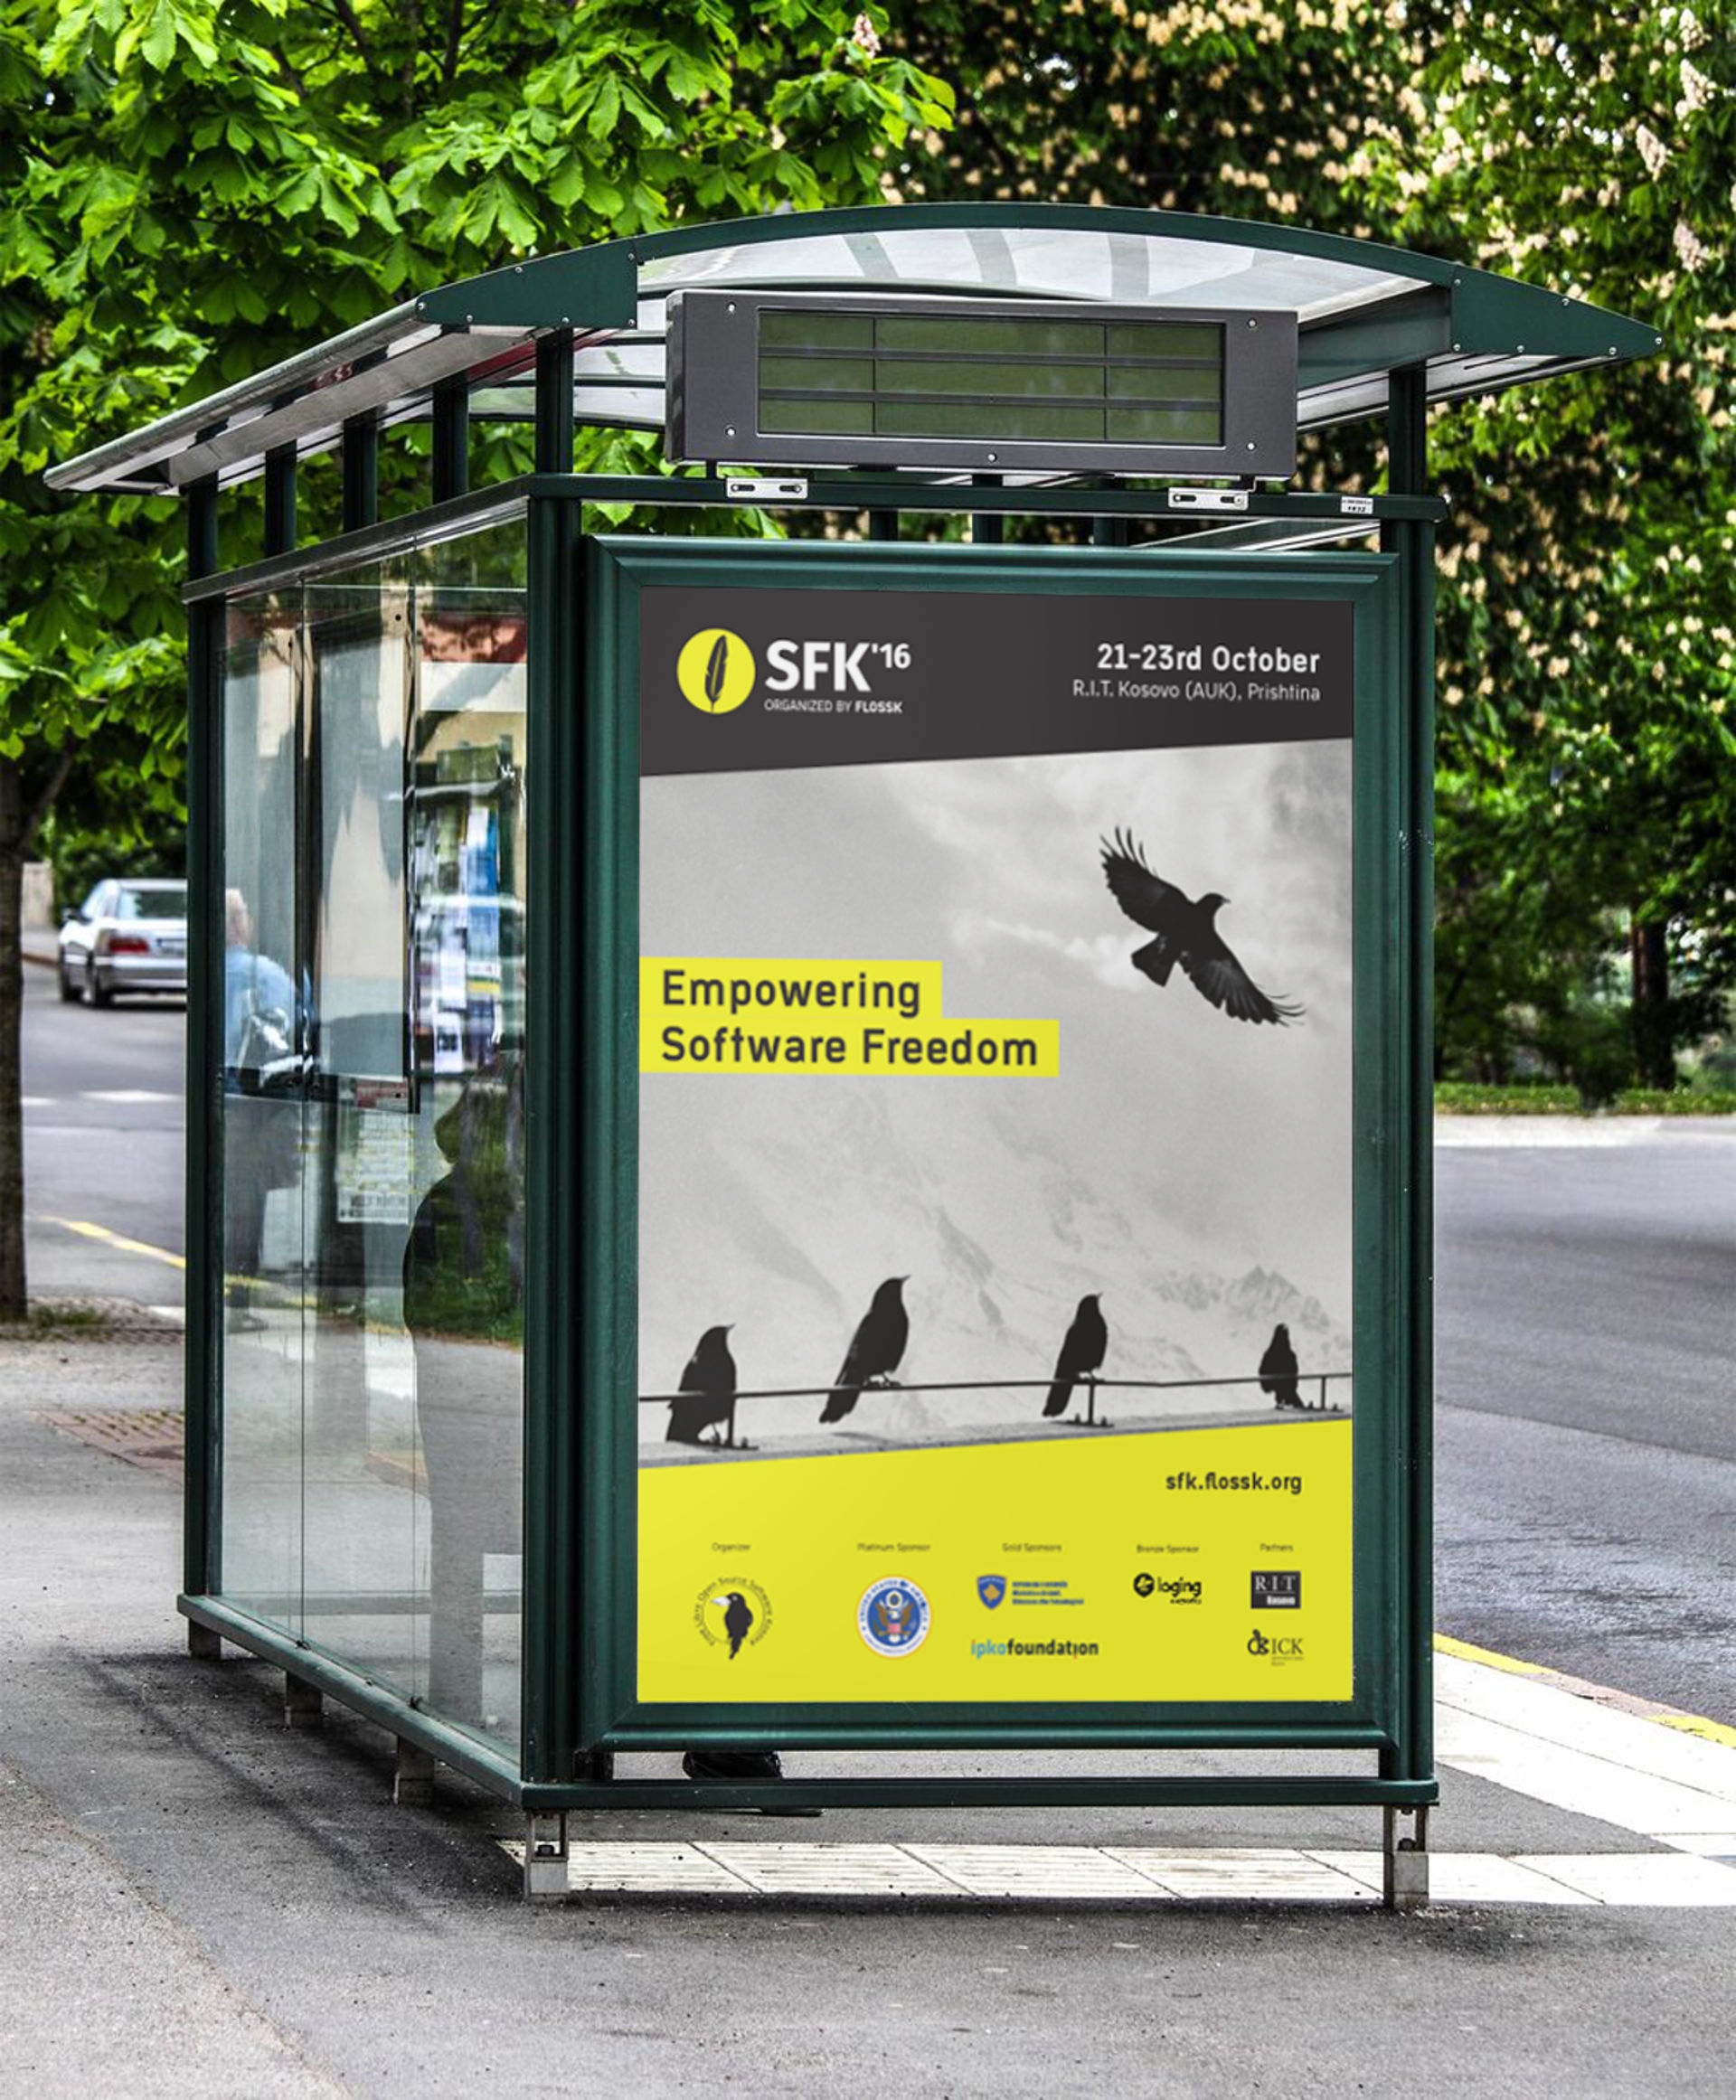 SFK'16
ORGANIZED BY FLOSSK
21-23rd October
R.I.T. Kosovo (AUK), Prishtina
Empowering
Software Freedom
sfk.flossk.org
Organizer
Platinum Sponsor
Gold Sponsors
Bronze Sponsor
Partners
loging
RIT
Kosovo
ipkofoundation
ICK